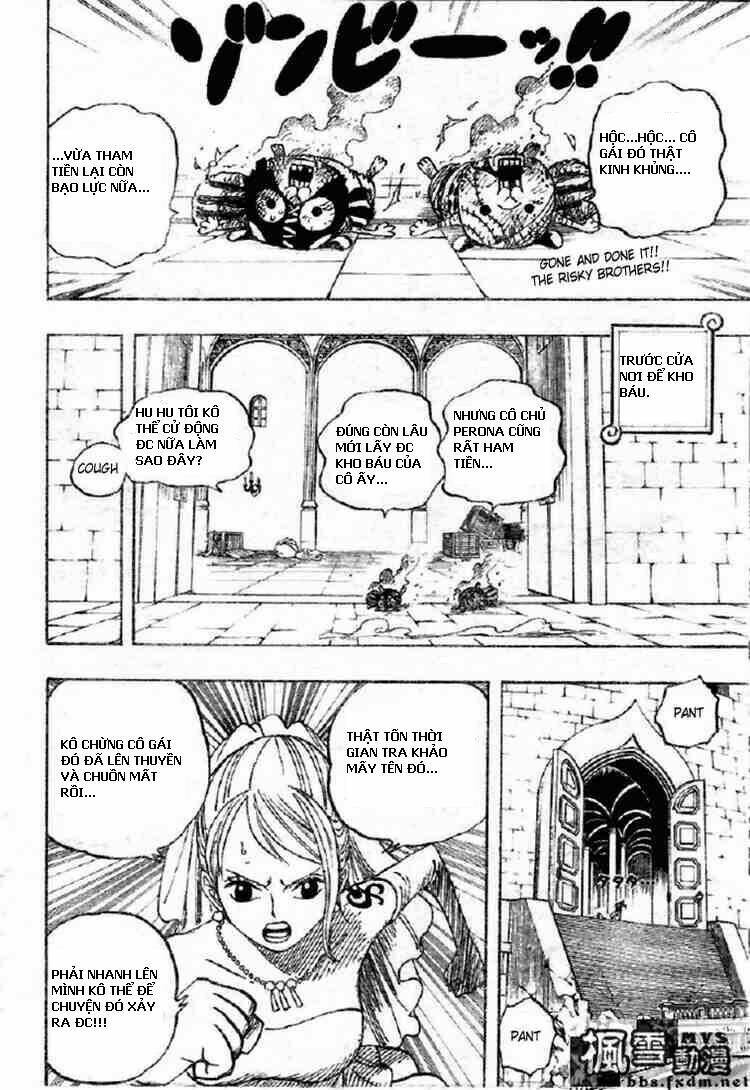 ゾンビーッ!!
HỘC...HỘC... CÔ
GÁI ĐÓ THẬT
KINH KHỦNG....
...VỪA THAM
TIỀN LẠI CÒN
BẠO LỰC NỮA...
GONE AND DONE IT!!
THE RISKY BROTHERS!!
TRƯỚC CỬA
NƠI ĐỂ KHO
BÁU.
NHƯNG CÔ CHỦ
PERONA CŨNG
RẤT HAM
TIỀN...
ĐÚNG CÒN LÂU
MỚI LẤY ĐC
KHO BÁU CỦA
CÔ ẤY...
HU HU TÔI KÔ
THỂ CỬ ĐỘNG
ĐC NỮA LÀM
SAO ĐÂY?
COUGH
PANT
タタタ
PANT
THẬT TỐN THỜI
GIAN TRA KHẢO
MẤY TÊN ĐÓ...
KÔ CHỪNG CÔ GÁI
ĐÓ ĐÃ LÊN THUYỀN
VÀ CHUỒN MẤT
RỒI...
PHẢI NHANH LÊN
MÌNH KÔ THỂ ĐỂ
CHUYỆN ĐÓ XẢY
RA ĐC!!!
MVS
楓雪動漫